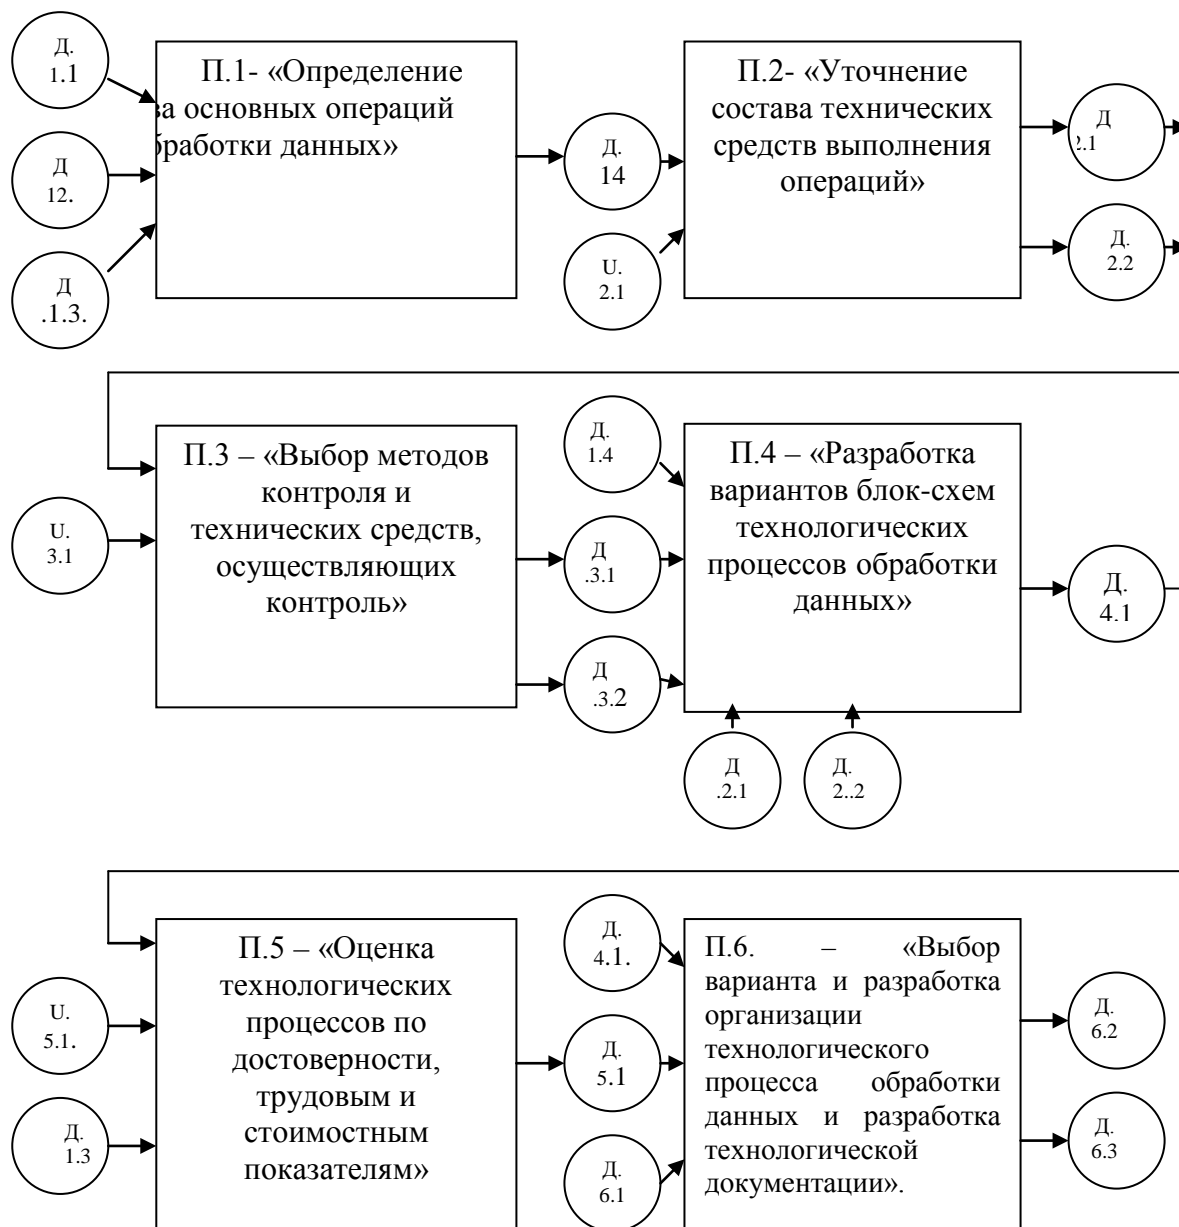 Д.
1.1
П.1- «Определение
ва основных операций
бработки данных»
Д
12.
Д
.1.3.
Д.
14
U.
2.1
П.2- «Уточнение
состава технических
средств выполнения
операций»
Д
2.1
Д.
2.2
П.3 – «Выбор методов
контроля и
технических средств,
осуществляющих
контроль»
U.
3.1
Д.
1.4
Д
.3.1
Д
.3.2
П.4 – «Разработка
вариантов блок-схем
технологических
процессов обработки
данных»
Д.
4.1
Д
.2.1
Д.
2..2
П.5 – «Оценка
технологических
процессов по
достоверности,
трудовым и
стоимостным
показателям»
U.
5.1.
Д.
1.3
Д.
4.1.
Д.
5.1
Д.
6.1
П.6. – «Выбор
варианта и разработка
организации
технологического
процесса обработки
данных и разработка
технологической
документации».
Д.
6.2
Д.
6.3